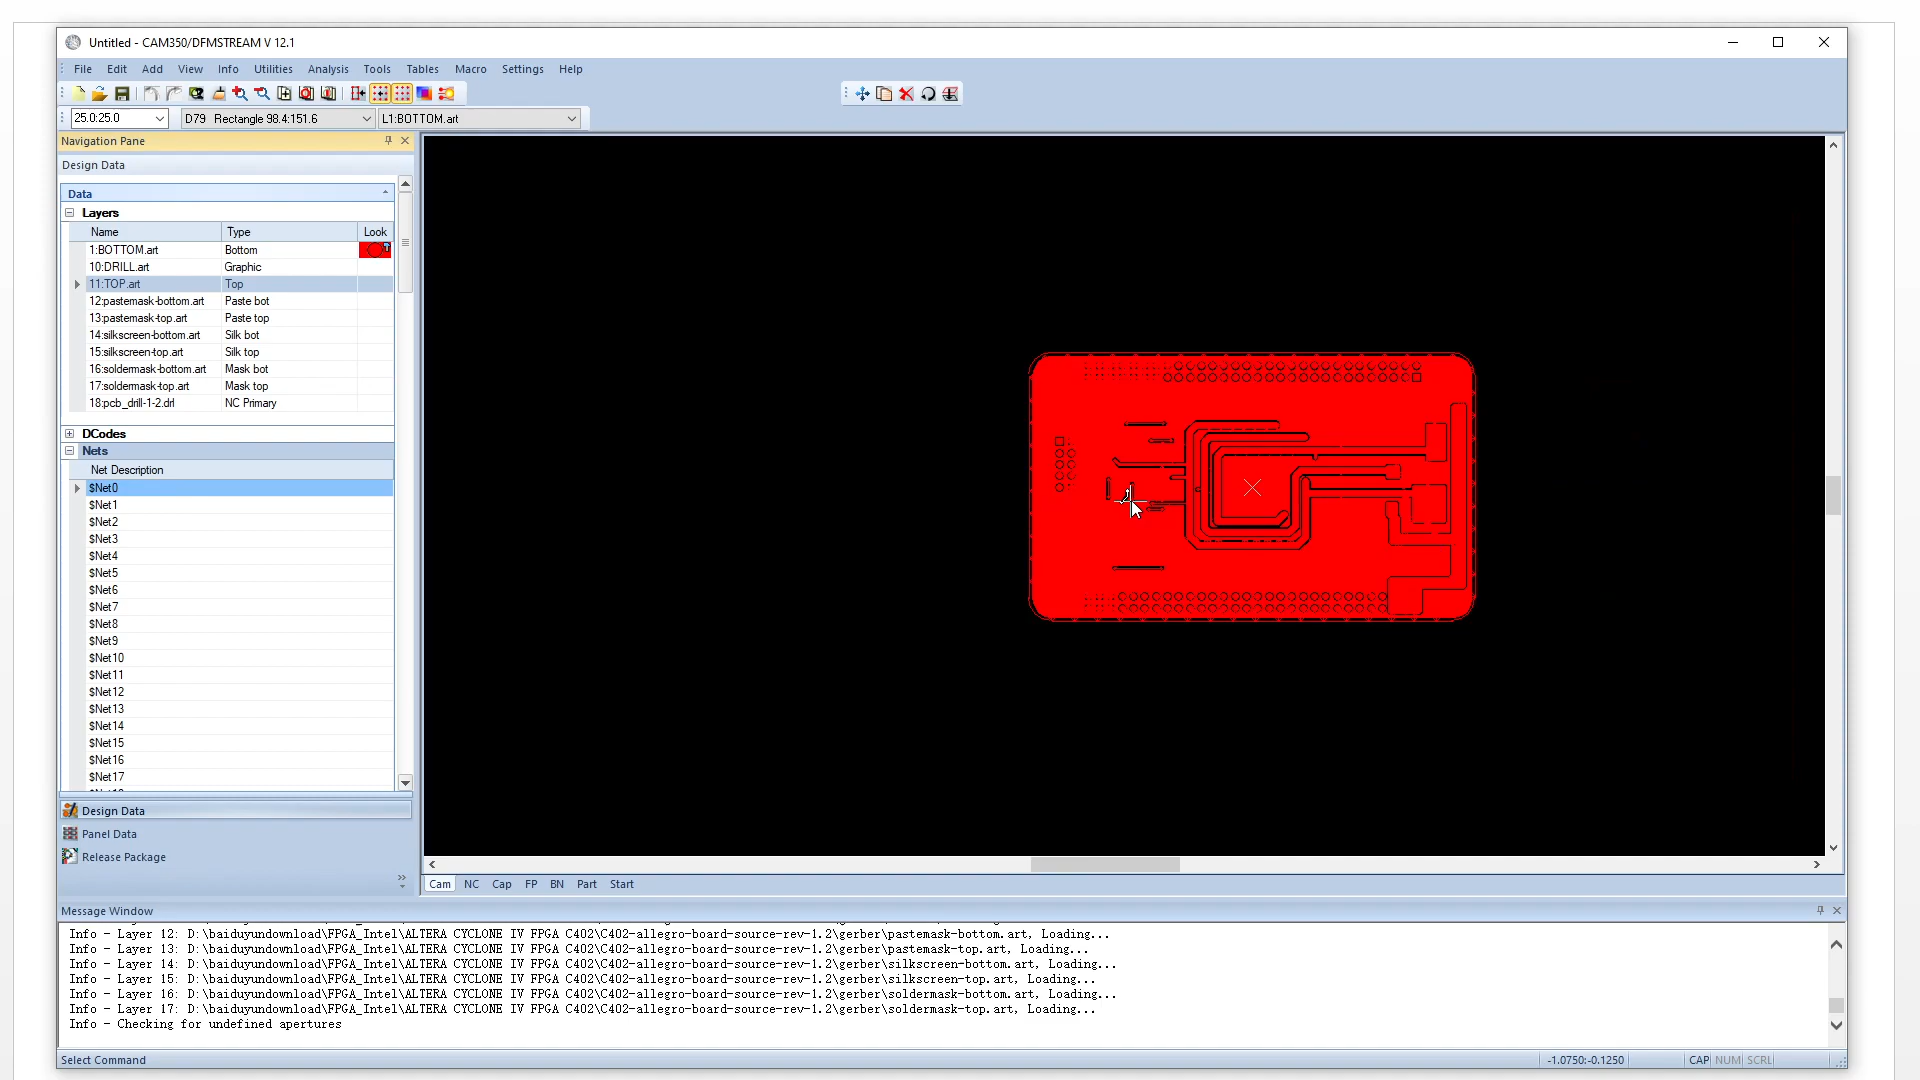 Untitled - CAM350/DFMSTREAM V 12.1
File Edit Add View Info Utilities Analysis Tools Tables Macro Settings Help
25.0:25.0 D79 Rectangle 98.4:151.6 L1:BOTTOM.art
Navigation Pane
Design Data
Data
Layers
Name Type Look
1:BOTTOM.art Bottom
10:DRILL.art Graphic
11:TOP.art Top
12:pastemask-bottom.art Paste bot
13:pastemask-top.art Paste top
14:silkscreen-bottom.art Silk bot
15:silkscreen-top.art Silk top
16:soldermask-bottom.art Mask bot
17:soldermask-top.art Mask top
18:pcb_drill-1-2.drl NC Primary
DCodes
Nets
Net Description
$Net0
$Net1
$Net2
$Net3
$Net4
$Net5
$Net6
$Net7
$Net8
$Net9
$Net10
$Net11
$Net12
$Net13
$Net14
$Net15
$Net16
$Net17
Design Data
Panel Data
Release Package
Cam NC Cap FP BN Part Start
Message Window
Info - Layer 12: D:\baiduyundownload\FPGA_Intel\ALTERA CYCLONE IV FPGA C402\C402-allegro-board-source-rev-1.2\gerber\pastemask-bottom.art, Loading...
Info - Layer 13: D:\baiduyundownload\FPGA_Intel\ALTERA CYCLONE IV FPGA C402\C402-allegro-board-source-rev-1.2\gerber\pastemask-top.art, Loading...
Info - Layer 14: D:\baiduyundownload\FPGA_Intel\ALTERA CYCLONE IV FPGA C402\C402-allegro-board-source-rev-1.2\gerber\silkscreen-bottom.art, Loading...
Info - Layer 15: D:\baiduyundownload\FPGA_Intel\ALTERA CYCLONE IV FPGA C402\C402-allegro-board-source-rev-1.2\gerber\silkscreen-top.art, Loading...
Info - Layer 16: D:\baiduyundownload\FPGA_Intel\ALTERA CYCLONE IV FPGA C402\C402-allegro-board-source-rev-1.2\gerber\soldermask-bottom.art, Loading...
Info - Layer 17: D:\baiduyundownload\FPGA_Intel\ALTERA CYCLONE IV FPGA C402\C402-allegro-board-source-rev-1.2\gerber\soldermask-top.art, Loading...
Info - Checking for undefined apertures
Select Command -1.0750:-0.1250 CAP NUM SCRL